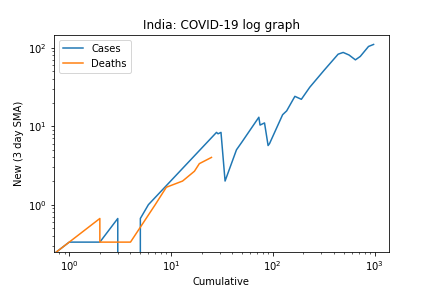 India: COVID-19 log graph
Cases
Deaths
New (3 day SMA)
10²
10¹
10⁰
10⁰ 10¹ 10² 10³
Cumulative